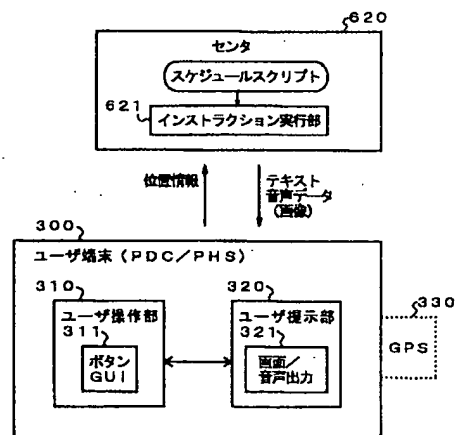 620
センタ
スケジュールスクリプト
621
インストラクション実行部
位置情報
テキスト
音声データ
(画像)
300
ユーザ端末(PDC/PHS)
310
ユーザ操作部
311
ボタン
GUI
320
ユーザ提示部
321
画面/
音声出力
330
GPS